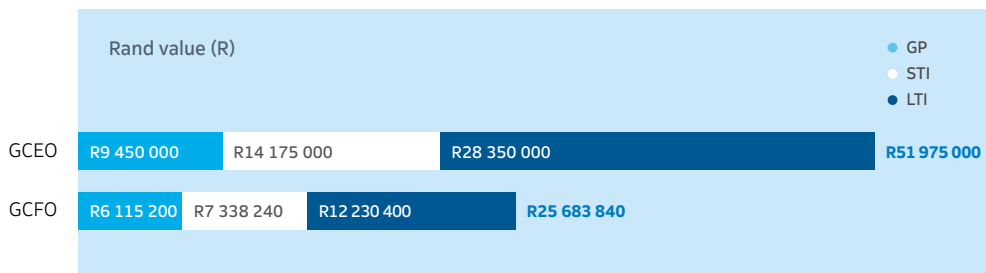 Rand value (R)
GP
STI
LTI
GCEO R9 450 000 R14 175 000 R28 350 000 R51 975 000
GCFO R6 115 200 R7 338 240 R12 230 400 R25 683 840